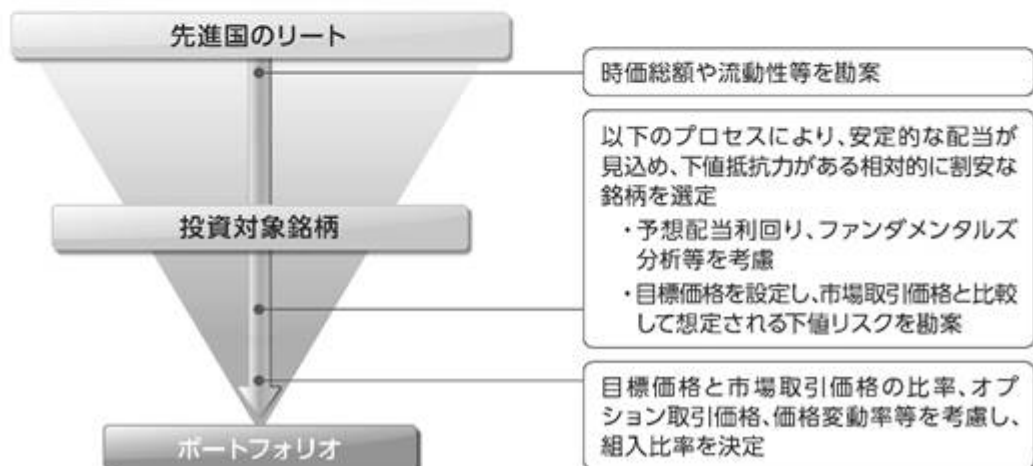 先進国のリート
時価総額や流動性等を勘案
以下のプロセスにより、安定的な配当が
見込め、下値抵抗力がある相対的に割安な
銘柄を選定
・予想配当利回り、ファンダメンタルズ
分析等を考慮
・目標価格を設定し、市場取引価格と比較
して想定される下値リスクを勘案
投資対象銘柄
目標価格と市場取引価格の比率、オプ
ション取引価格、価格変動率等を考慮し、
組入比率を決定
ポートフォリオ